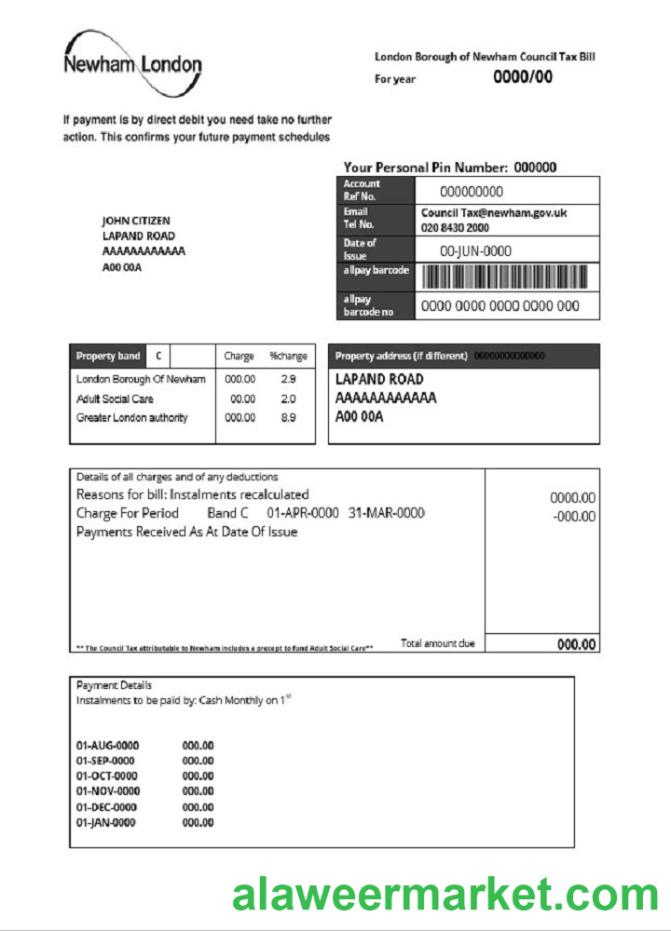 Newham London
London Borough of Newham Council Tax Bill
For year 0000/00
If payment is by direct debit you need take no further
action. This confirms your future payment schedules
Your Personal Pin Number: 000000
Account
Ref No. 000000000
Email Council Tax@newham.gov.uk
Tel No. 020 8430 2000
Date of
Issue 00-JUN-0000
allpay barcode
allpay
barcode no 0000 0000 0000 0000 000
JOHN CITIZEN
LAPAND ROAD
AAAAAAAAAAAA
A00 00A
Property band C Charge %change
London Borough Of Newham 000.00 2.9
Adult Social Care 00.00 2.0
Greater London authority 000.00 8.9
Property address (if different) 0000000000000
LAPAND ROAD
AAAAAAAAAAAA
A00 00A
Details of all charges and of any deductions
Reasons for bill: Instalments recalculated 0000.00
Charge For Period Band C 01-APR-0000 31-MAR-0000 -000.00
Payments Received As At Date Of Issue
** The Council Tax attributable to Newham includes a precept to fund Adult Social Care**
Total amount due 000.00
Payment Details
Instalments to be paid by: Cash Monthly on 1st
01-AUG-0000 000.00
01-SEP-0000 000.00
01-OCT-0000 000.00
01-NOV-0000 000.00
01-DEC-0000 000.00
01-JAN-0000 000.00
alaweermarket.com